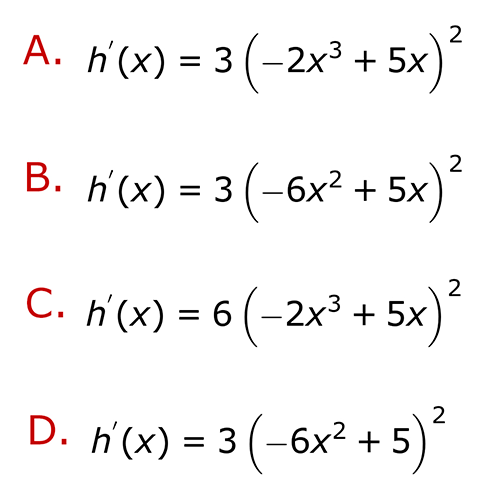 A. h′(x) = 3(−2x³ + 5x)²
B. h′(x) = 3(−6x² + 5x)²
C. h′(x) = 6(−2x³ + 5x)²
D. h′(x) = 3(−6x² + 5)²